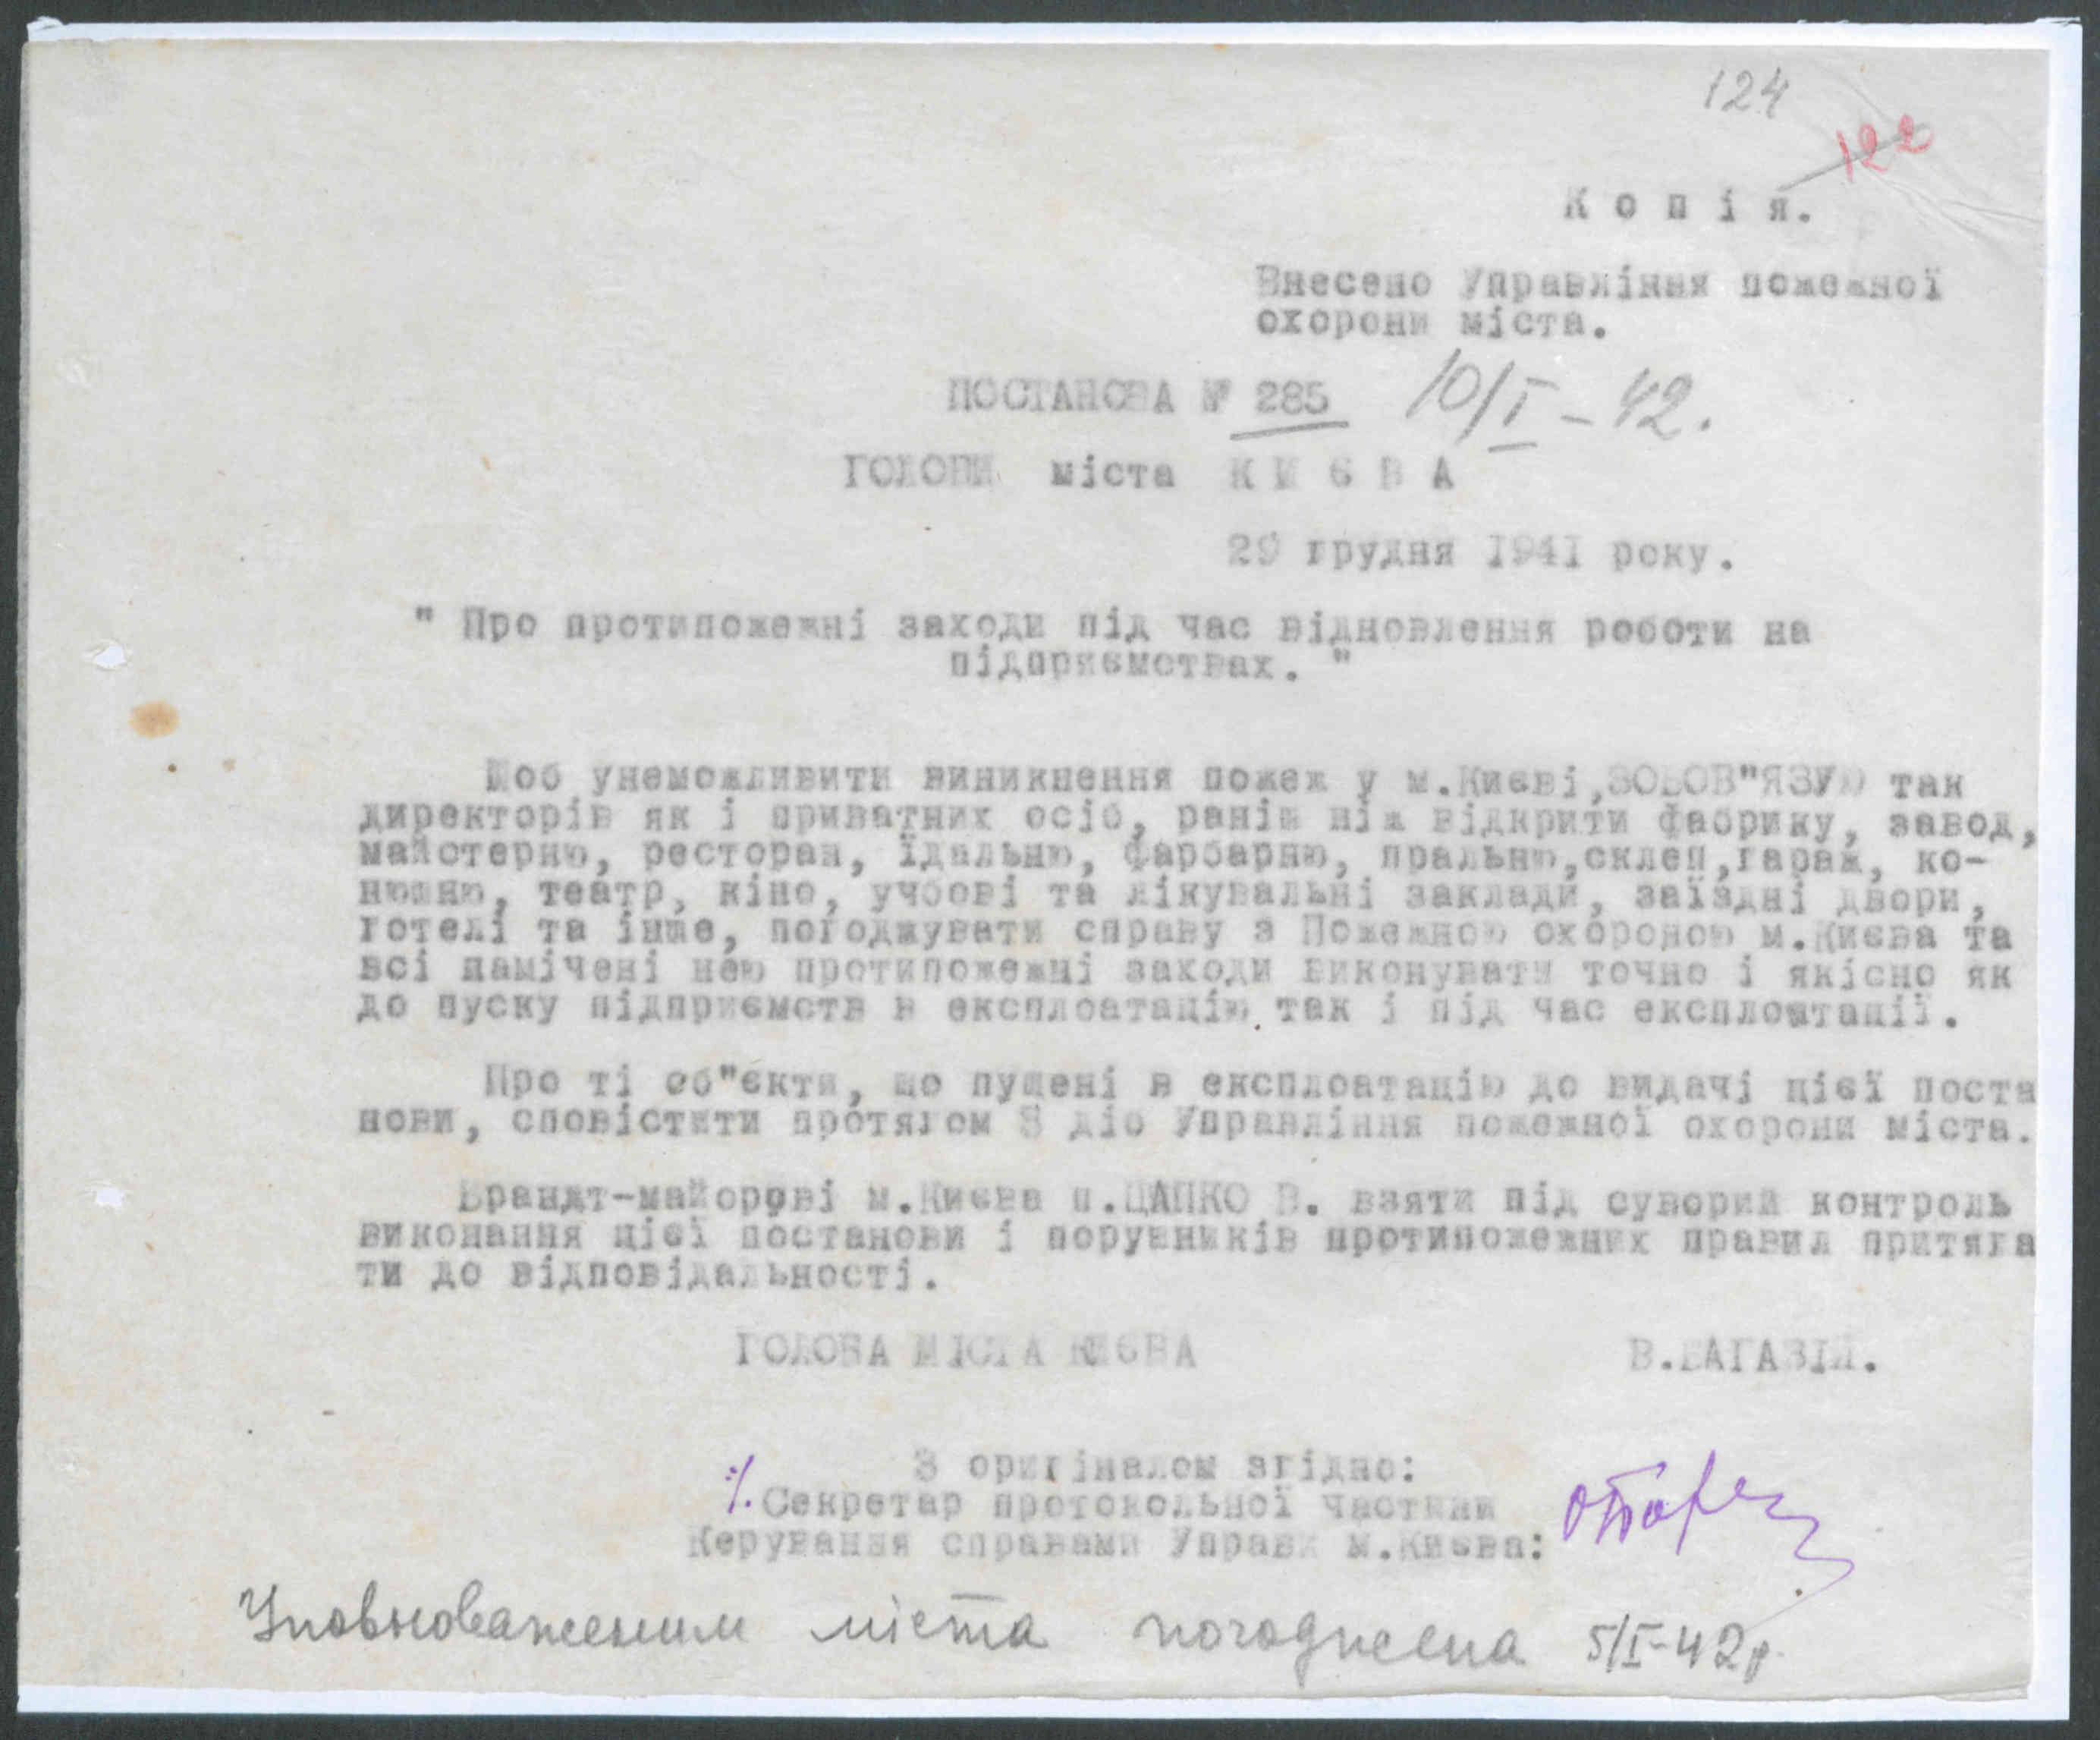 124
122
К о п і я.
Внесено Управління пожежної
охорони міста.
ПОСТАНОВА № 285 10/I – 42.
ГОЛОВИ міста К И Є В А
29 грудня 1941 року.
" Про протипожежні заходи під час відновлення роботи на
підприємствах. "
Щоб унеможливити виникнення пожеж у м.Києві,ЗОБОВ"ЯЗУЮ так
директорів як і приватних осіб, раніш ніж відкрити фабрику, завод,
майстерню, ресторан, їдальню, фарбарню, пральню,склеп,гараж, ко-
нюшню, театр, кіно, учбові та лікувальні заклади, заїздні двори,
готелі та інше, погоджувати справу з Пожежною охороною м.Києва та
всі намічені нею протипожежні заходи виконувати точно і якісно як
до пуску підприємств в експлоатацію так і під час експлоатації.
Про ті об"єкти, що пущені в експлоатацію до видачі цієї поста
нови, сповістити протягом 3 діб Управління пожежної охорони міста.
Брандт-майорові м.Києва п.ЦАПКО В. взяти під суворий контроль
виконання цієї постанови і порушників протипожежних правил притяга
ти до відповідальності.
ГОЛОВА МІСТА КИЄВА В.БАГАЗІЙ.
З оригіналом згідно:
Секретар протокольної частини
Керування справами Управи м.Києва:
Уповноваженим міста погоджена 5/I-42р.